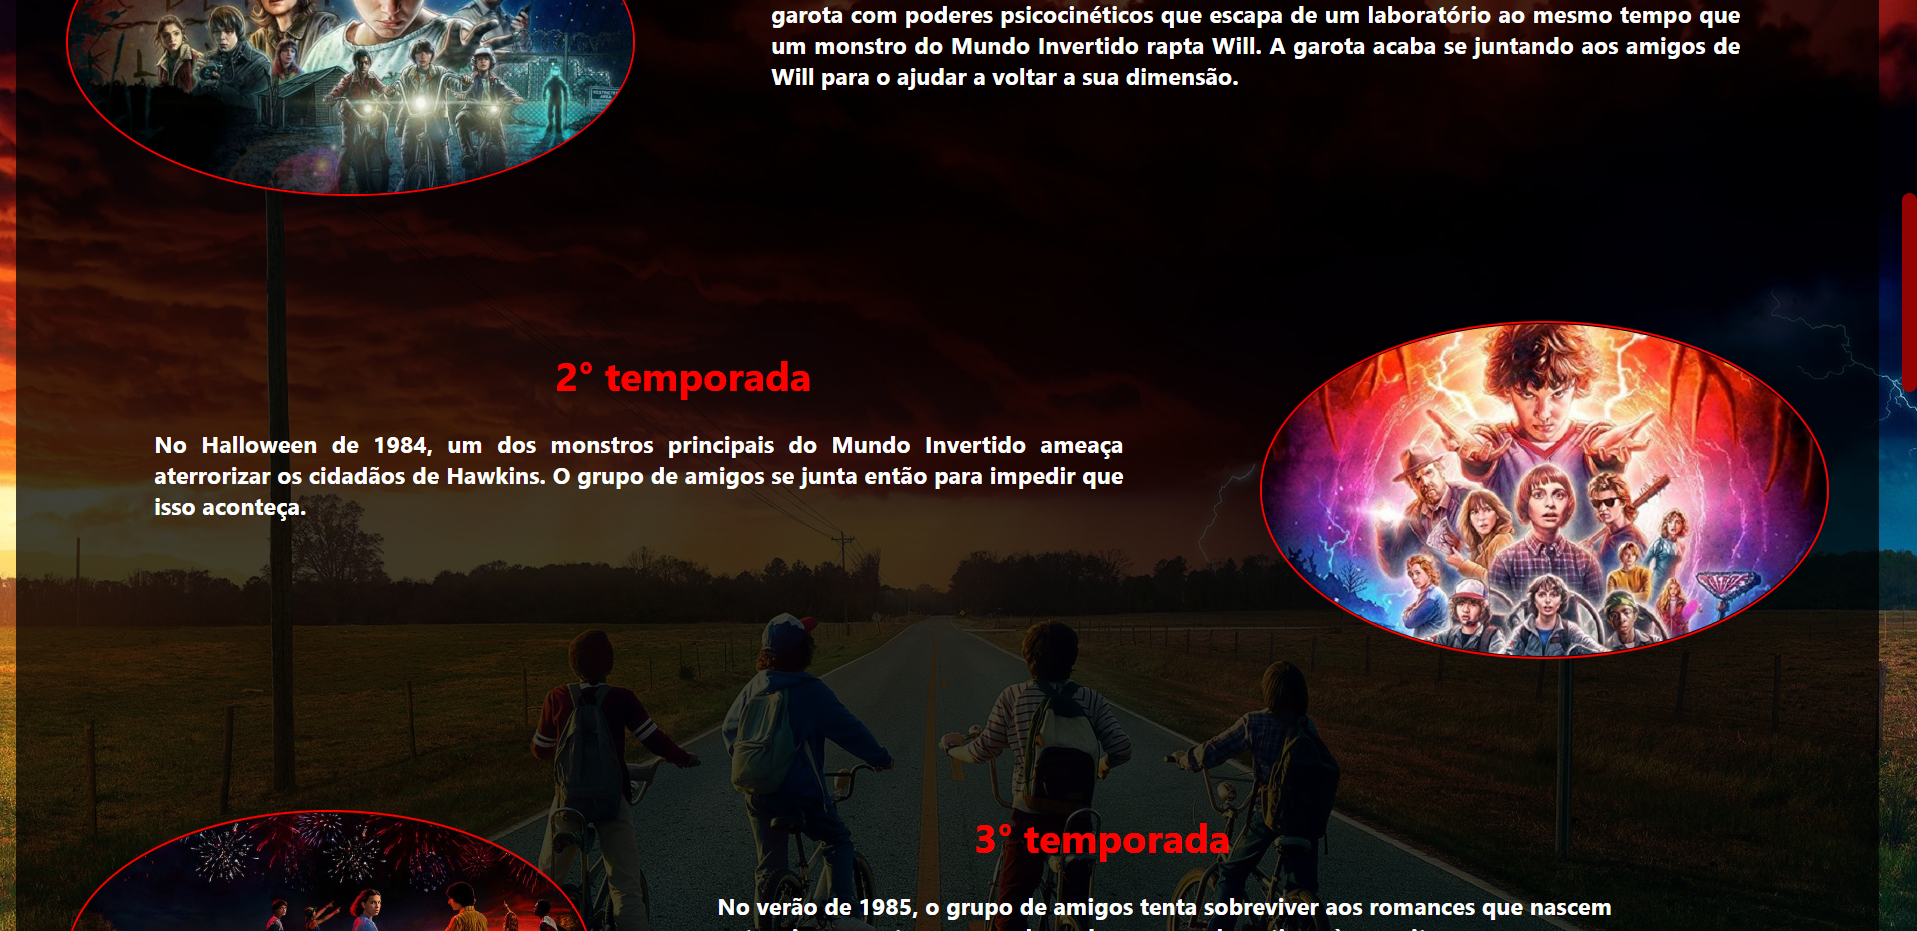 garota com poderes psicocinéticos que escapa de um laboratório ao mesmo tempo que
um monstro do Mundo Invertido rapta Will. A garota acaba se juntando aos amigos de
Will para o ajudar a voltar a sua dimensão.
RESTRICTED
AREA
2° temporada
No Halloween de 1984, um dos monstros principais do Mundo Invertido ameaça
aterrorizar os cidadãos de Hawkins. O grupo de amigos se junta então para impedir que
isso aconteça.
3° temporada
No verão de 1985, o grupo de amigos tenta sobreviver aos romances que nascem